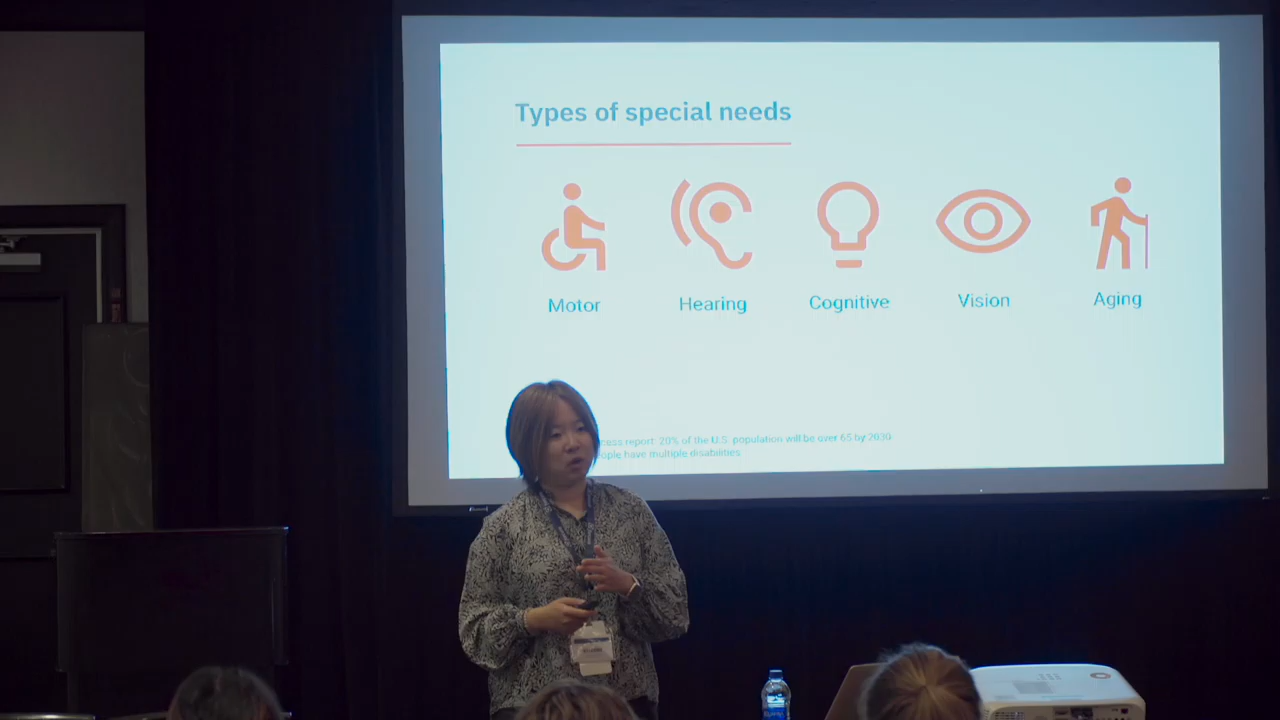 Types of special needs
Motor
Hearing
Cognitive
Vision
Aging
cess report: 20% of the U.S. population will be over 65 by 2030
ople have multiple disabilities